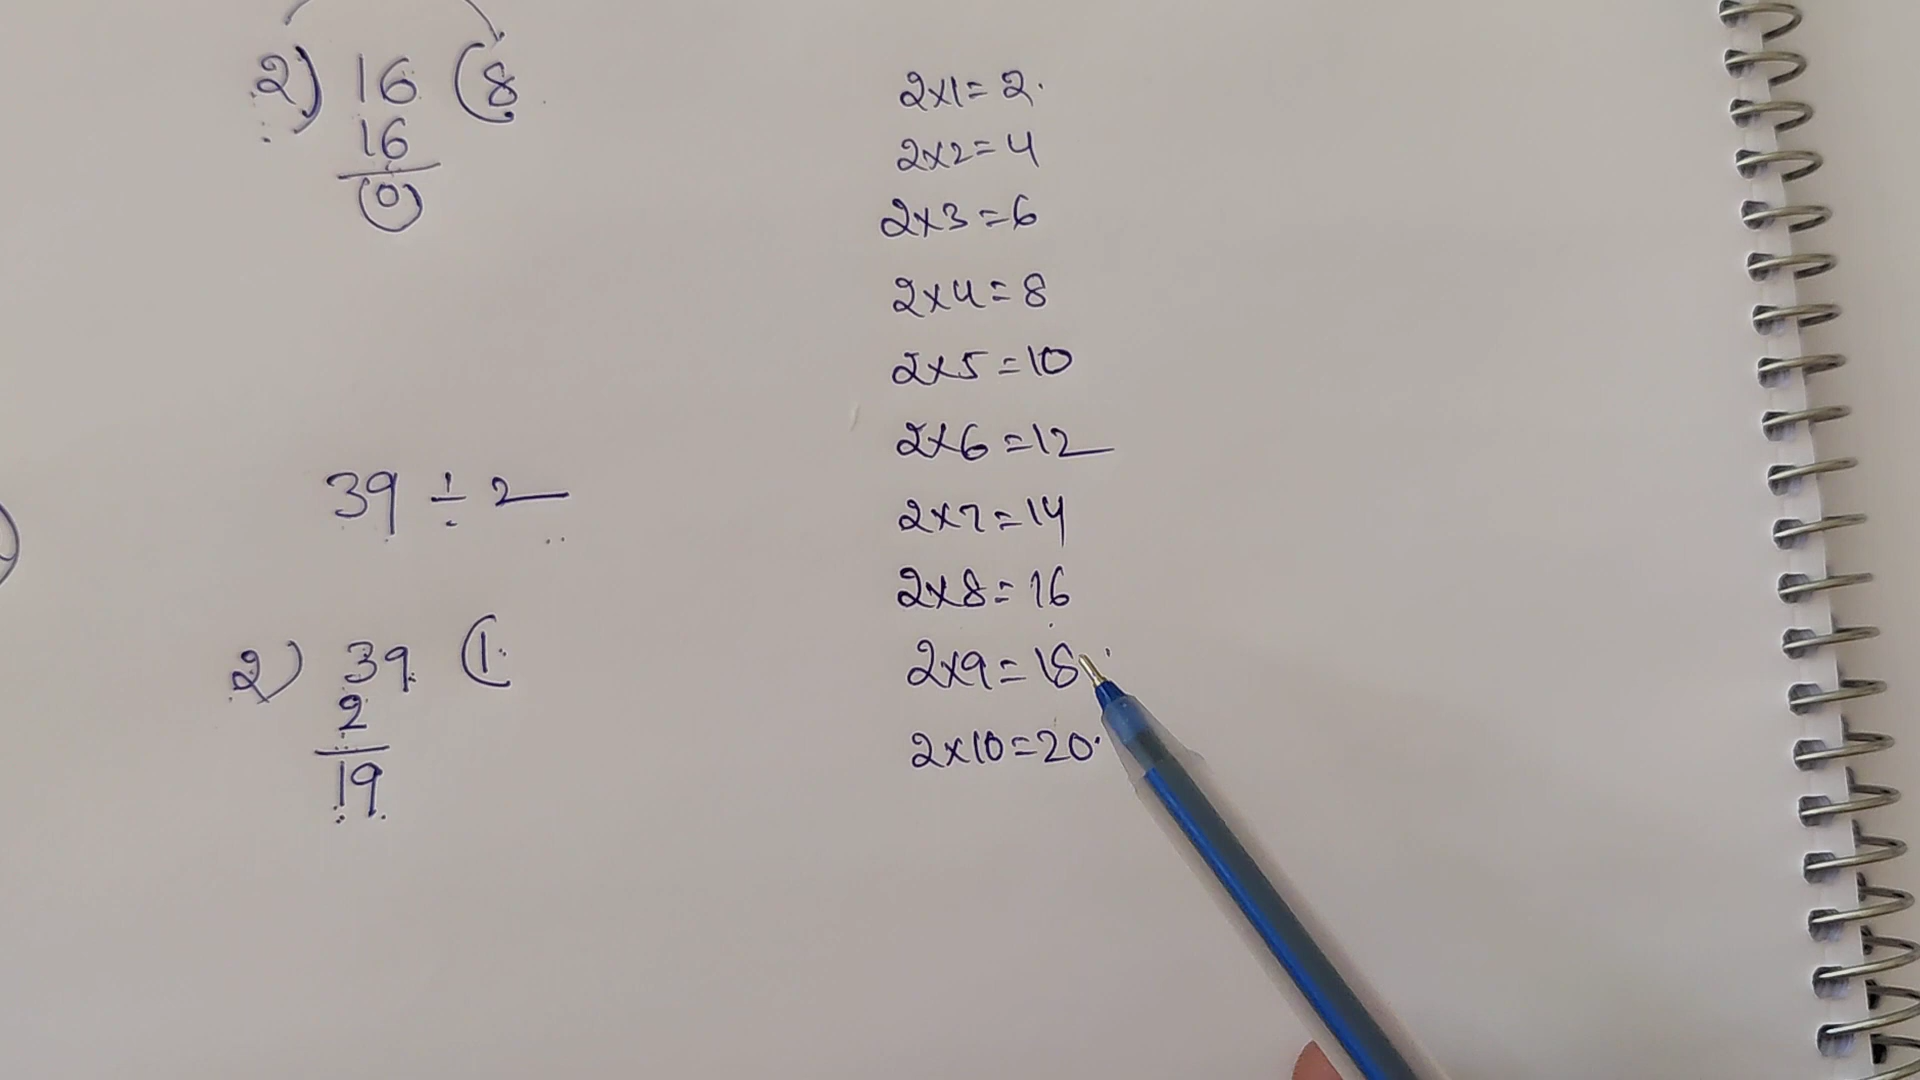 2) 16 (8
16
0
39 ÷ 2
2) 39 (1
2
19
2x1=2.
2x2=4
2x3=6
2x4=8
2x5=10
2x6=12
2x7=14
2x8=16
2x9=18
2x10=20.